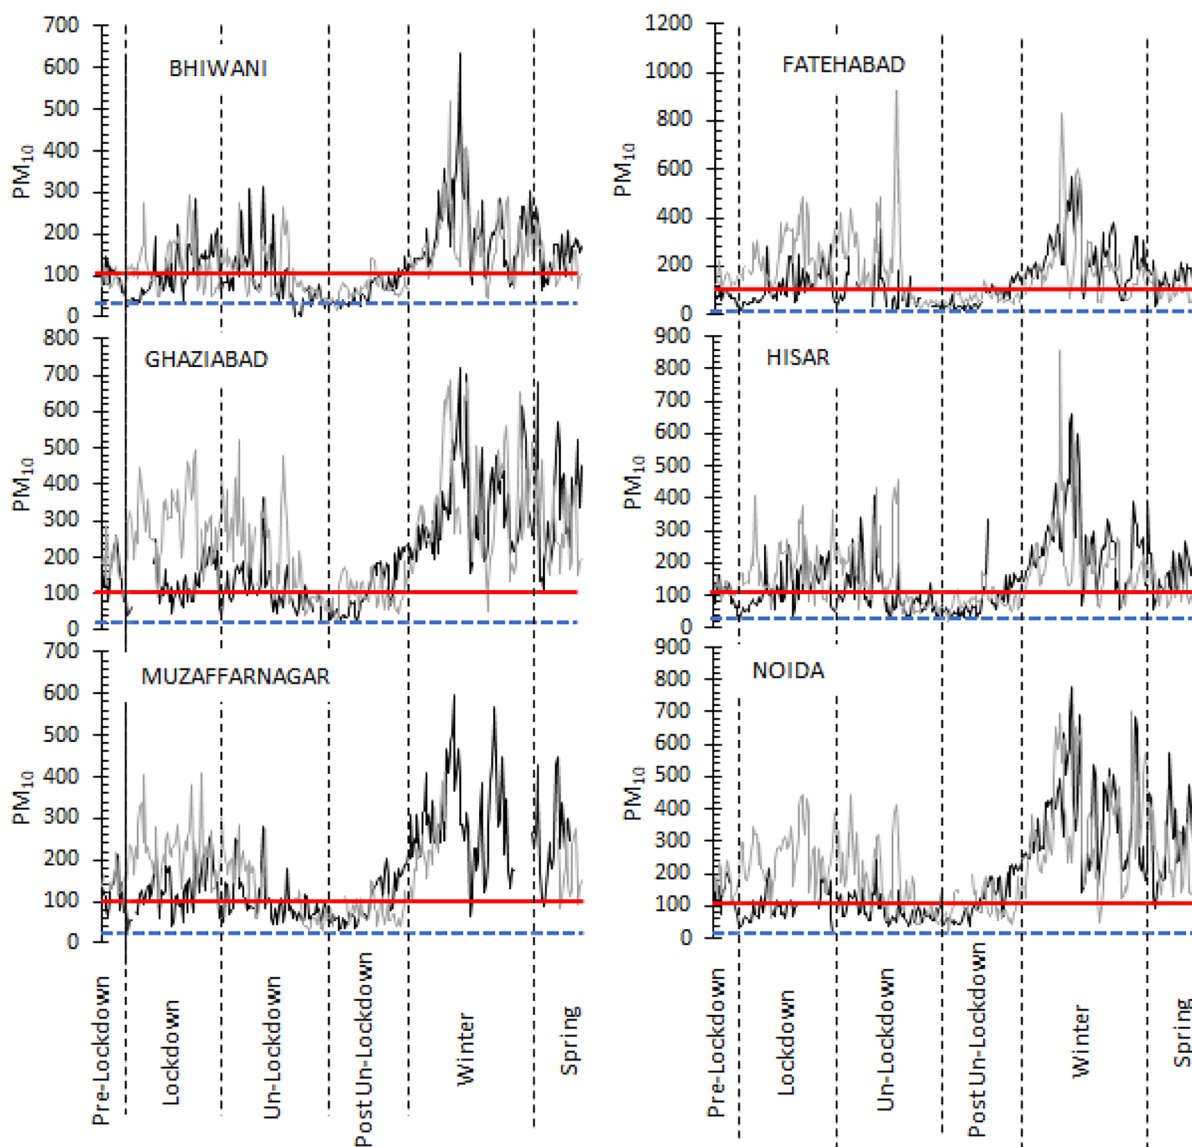 BHIWANI
PM10
700
600
500
400
300
200
100
0
FATEHABAD
PM10
1200
1000
800
600
400
200
0
GHAZIABAD
PM10
800
700
600
500
400
300
200
100
0
HISAR
PM10
900
800
700
600
500
400
300
200
100
0
MUZAFFARNAGAR
PM10
700
600
500
400
300
200
100
0
NOIDA
PM10
900
800
700
600
500
400
300
200
100
0
Pre-Lockdown
Lockdown
Un-Lockdown
Post Un-Lockdown
Winter
Spring
Pre-Lockdown
Lockdown
Un-Lockdown
Post Un-Lockdown
Winter
Spring